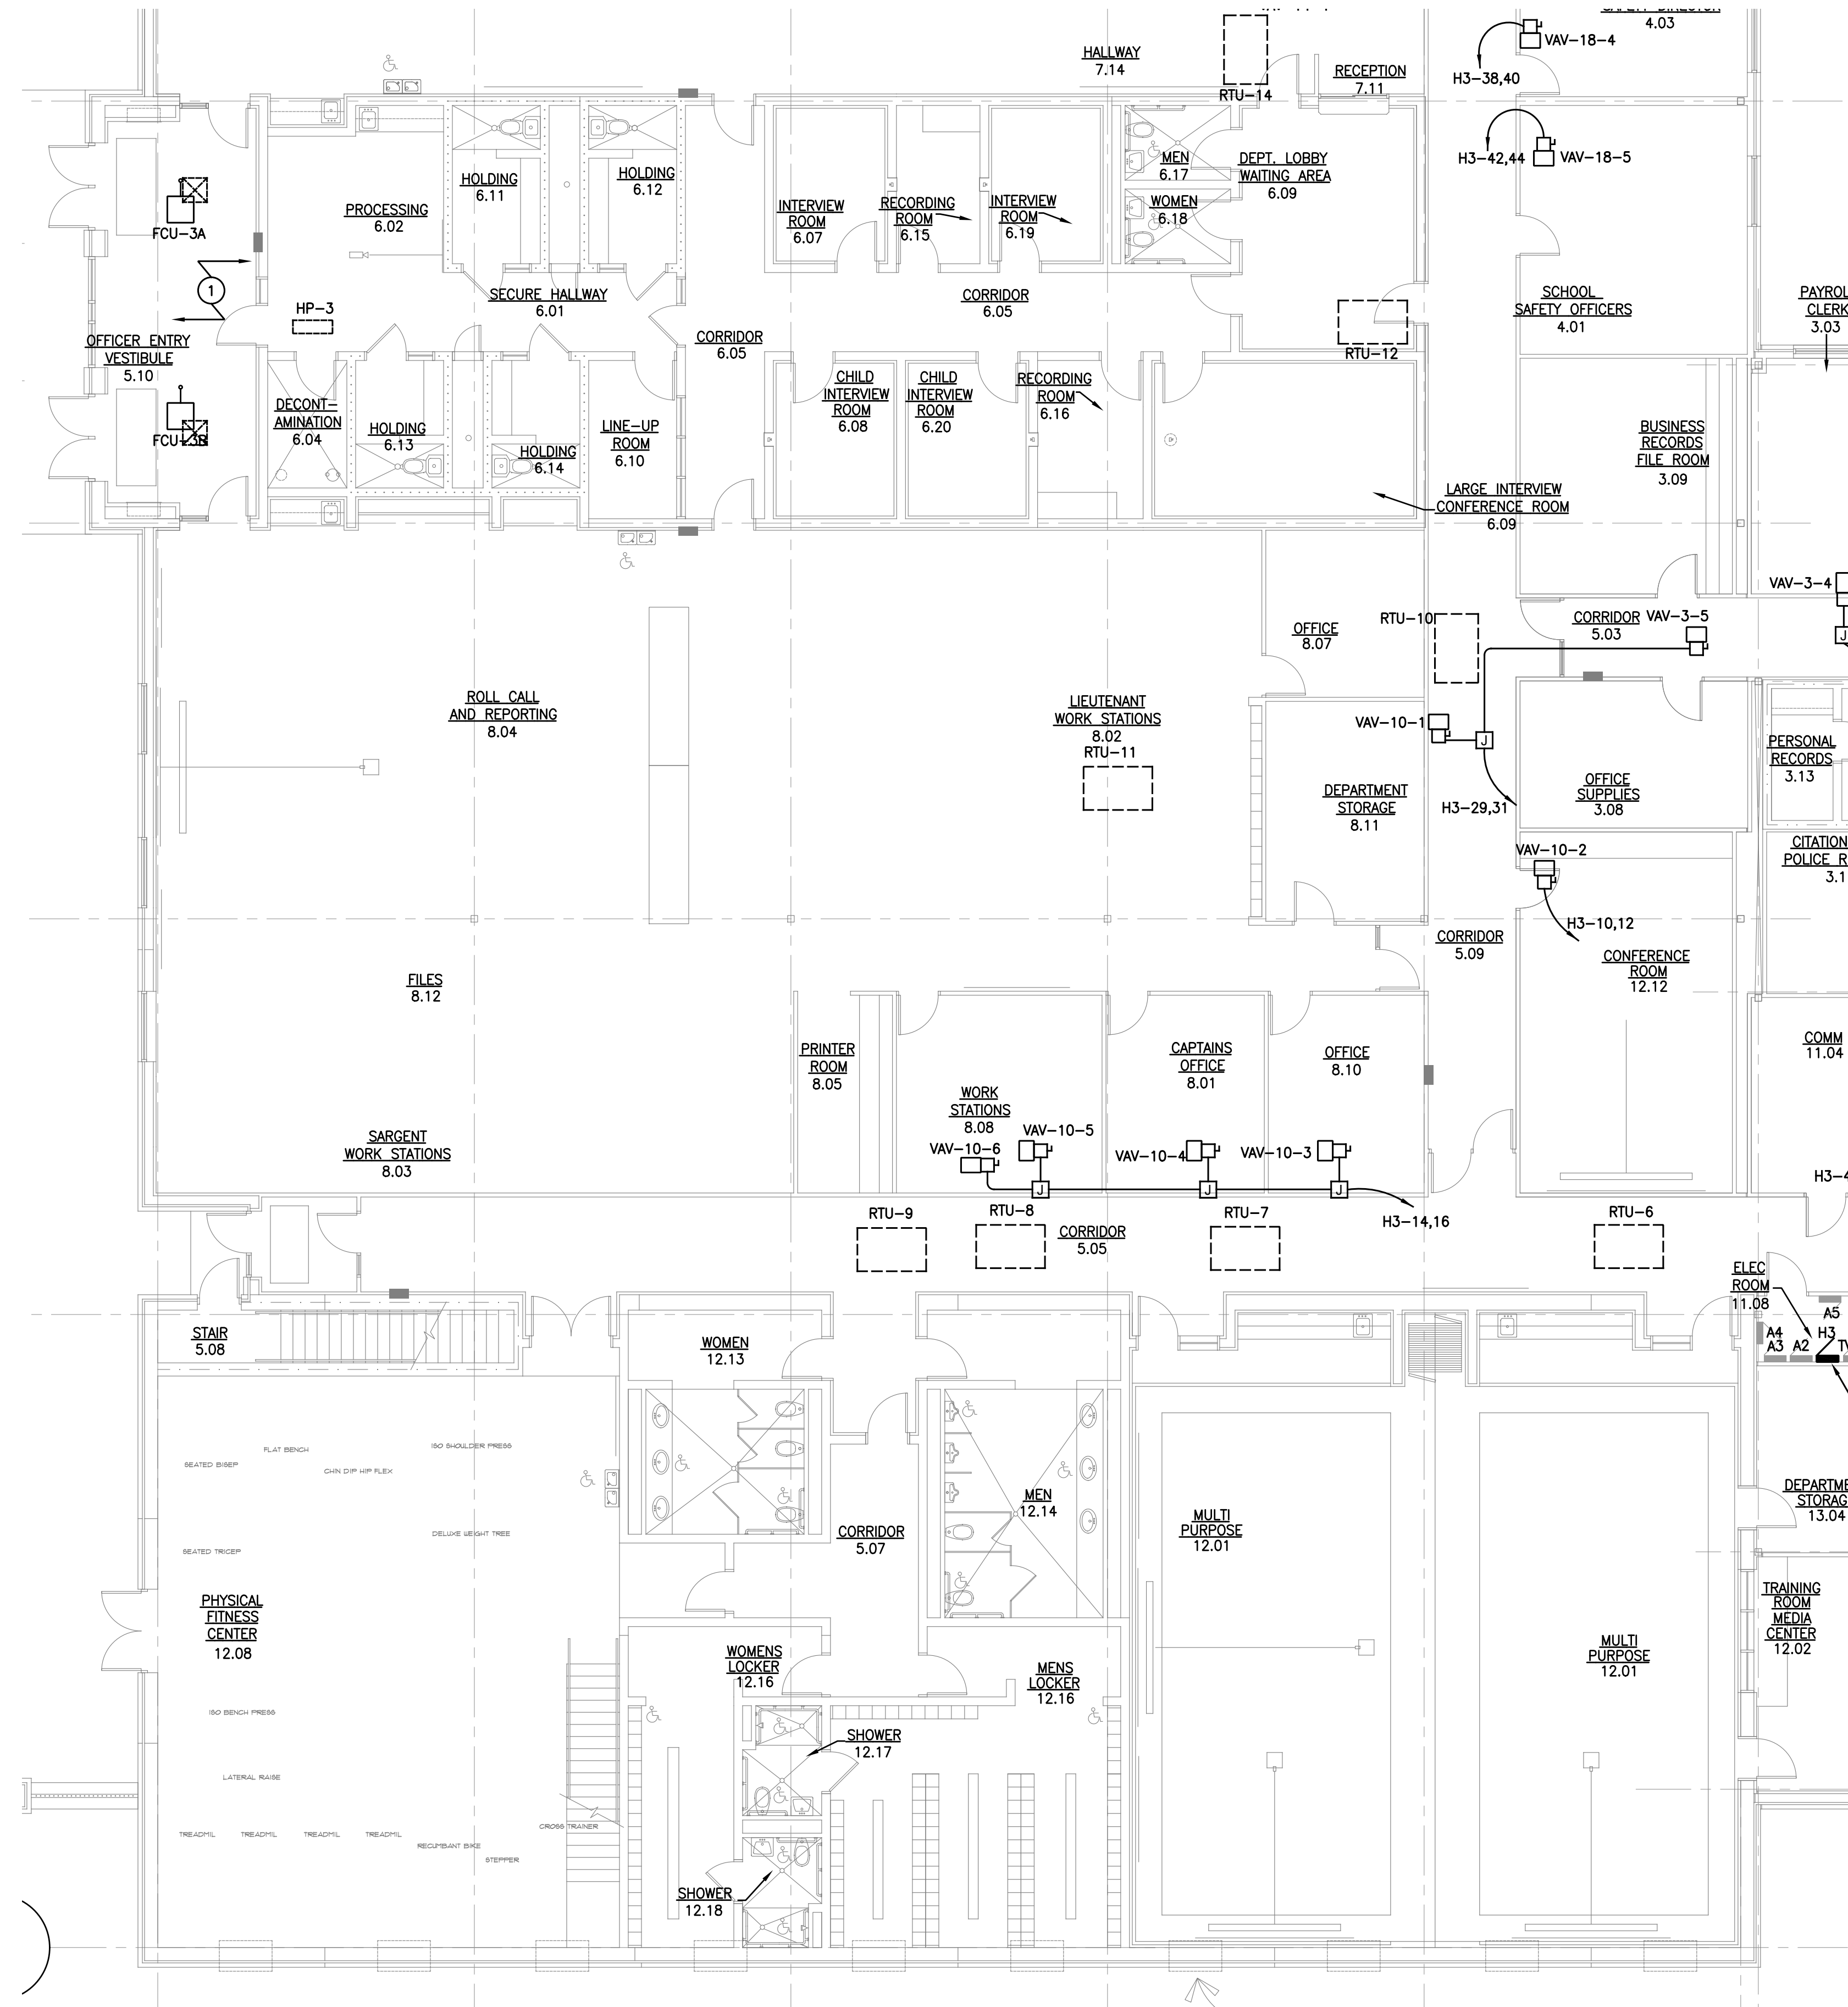 HALLWAY
7.14
RTU-14
RECEPTION
7.11
4.03
VAV-18-4
H3-38,40
H3-42,44
VAV-18-5
FCU-3A
PROCESSING
6.02
HOLDING
6.11
HOLDING
6.12
INTERVIEW
ROOM
6.07
RECORDING
ROOM
6.15
INTERVIEW
ROOM
6.19
MEN
6.17
WOMEN
6.18
DEPT. LOBBY
WAITING AREA
6.09
1
HP-3
SECURE HALLWAY
6.01
CORRIDOR
6.05
CORRIDOR
6.05
RTU-12
SCHOOL
SAFETY OFFICERS
4.01
PAYROL
CLERK
3.03
OFFICER ENTRY
VESTIBULE
5.10
FCU-3B
DECONT-
AMINATION
6.04
HOLDING
6.13
HOLDING
6.14
LINE-UP
ROOM
6.10
CHILD
INTERVIEW
ROOM
6.08
CHILD
INTERVIEW
ROOM
6.20
RECORDING
ROOM
6.16
LARGE INTERVIEW
CONFERENCE ROOM
6.09
BUSINESS
RECORDS
FILE ROOM
3.09
VAV-3-4
J
OFFICE
8.07
RTU-10
CORRIDOR
5.03
VAV-3-5
ROLL CALL
AND REPORTING
8.04
LIEUTENANT
WORK STATIONS
8.02
RTU-11
VAV-10-1
J
H3-29,31
DEPARTMENT
STORAGE
8.11
OFFICE
SUPPLIES
3.08
PERSONAL
RECORDS
3.13
CITATION
POLICE R
3.1
VAV-10-2
H3-10,12
CORRIDOR
5.09
CONFERENCE
ROOM
12.12
FILES
8.12
PRINTER
ROOM
8.05
CAPTAINS
OFFICE
8.01
OFFICE
8.10
COMM
11.04
WORK
STATIONS
8.08
SARGENT
WORK STATIONS
8.03
VAV-10-6
VAV-10-5
VAV-10-4
VAV-10-3
J
J
J
H3-14,16
H3-4
RTU-9
RTU-8
CORRIDOR
5.05
RTU-7
RTU-6
ELEC
ROOM
11.08
A5
A4
A3
A2
H3
TV
STAIR
5.08
WOMEN
12.13
FLAT BENCH
ISO SHOULDER PRESS
SEATED BISEP
CHIN DIP HIP FLEX
DELUXE WEIGHT TREE
SEATED TRICEP
MEN
12.14
CORRIDOR
5.07
MULTI
PURPOSE
12.01
DEPARTME
STORAG
13.04
PHYSICAL
FITNESS
CENTER
12.08
TRAINING
ROOM
MEDIA
CENTER
12.02
MULTI
PURPOSE
12.01
WOMENS
LOCKER
12.16
MENS
LOCKER
12.16
ISO BENCH PRESS
SHOWER
12.17
LATERAL RAISE
TREADMIL
TREADMIL
TREADMIL
TREADMIL
RECUMBANT BIKE
CROSS TRAINER
STEPPER
SHOWER
12.18